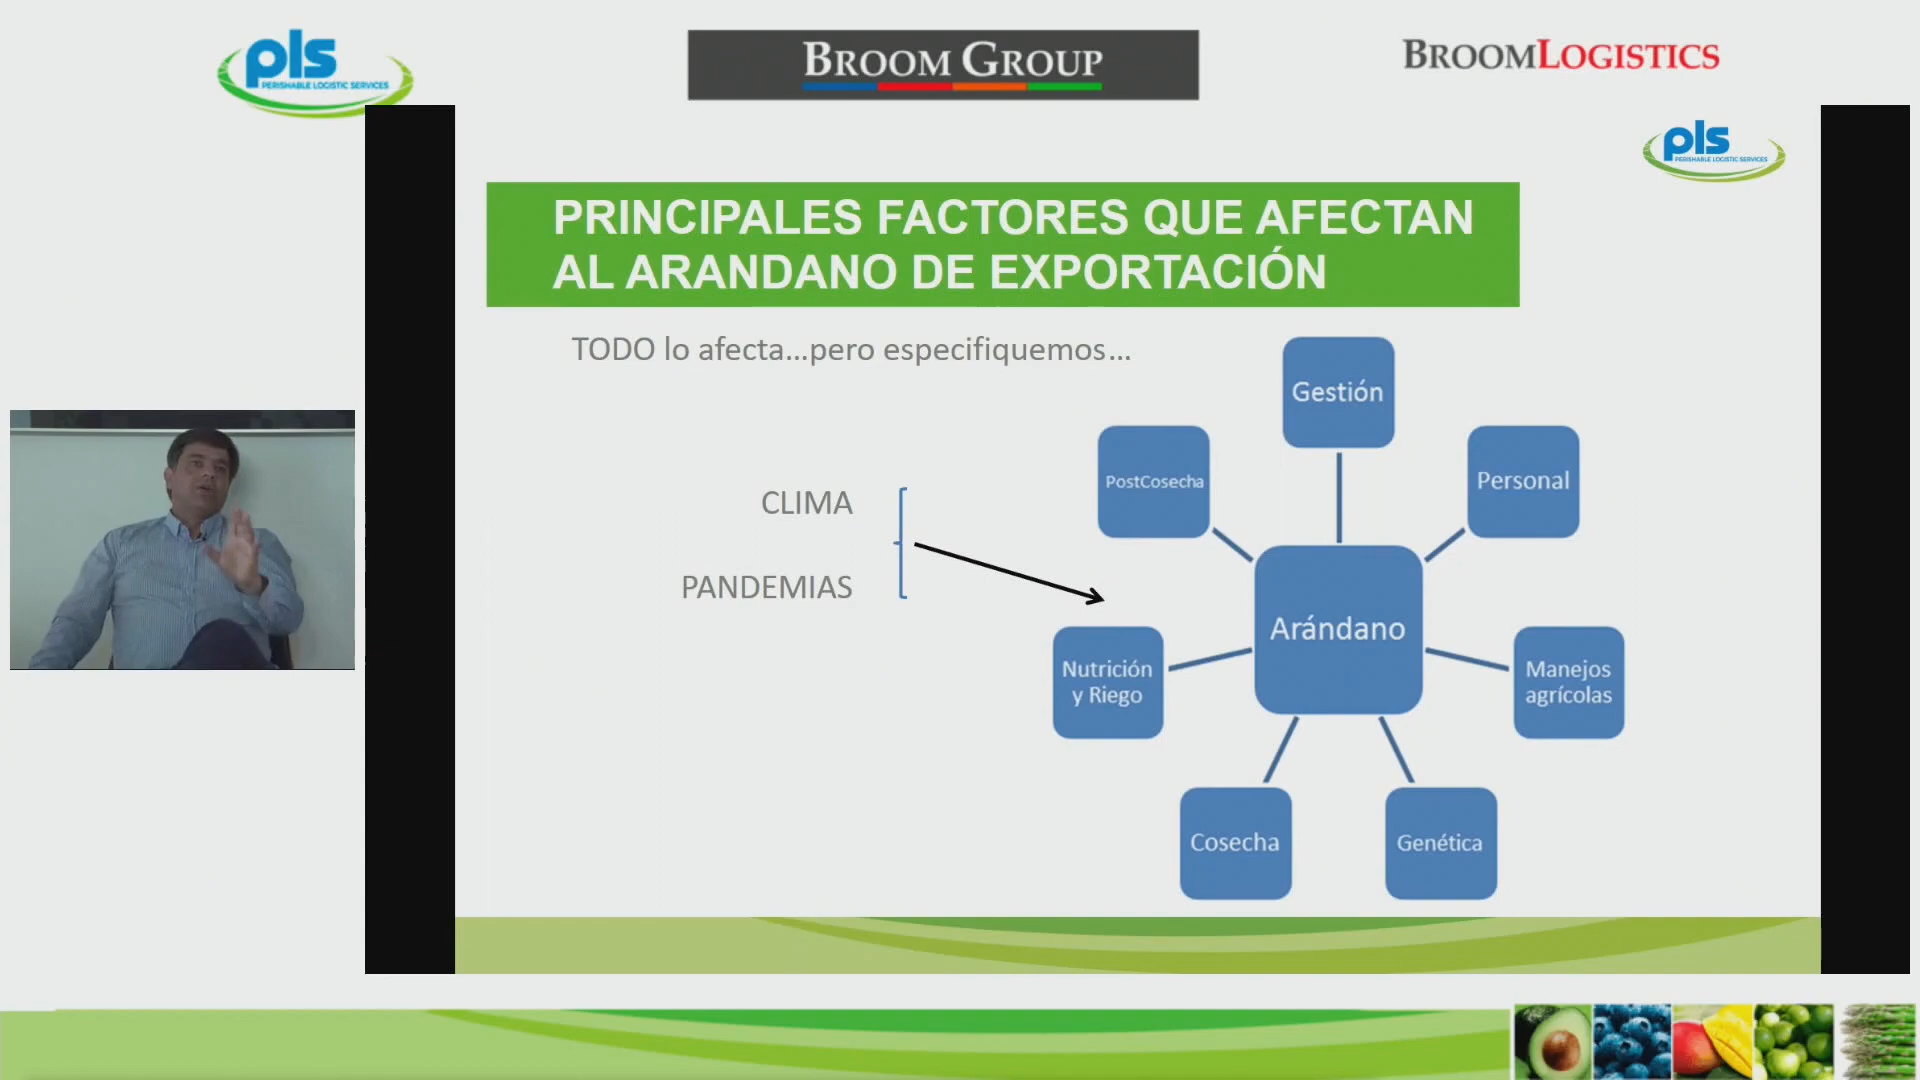 pls
PERISHABLE LOGISTIC SERVICES
BROOM GROUP
BROOMLOGISTICS
pls
PERISHABLE LOGISTIC SERVICES
PRINCIPALES FACTORES QUE AFECTAN
AL ARANDANO DE EXPORTACIÓN
TODO lo afecta...pero especifiquemos...
CLIMA
PANDEMIAS
Gestión
PostCosecha
Personal
Arándano
Nutrición
y Riego
Manejos
agrícolas
Cosecha
Genética